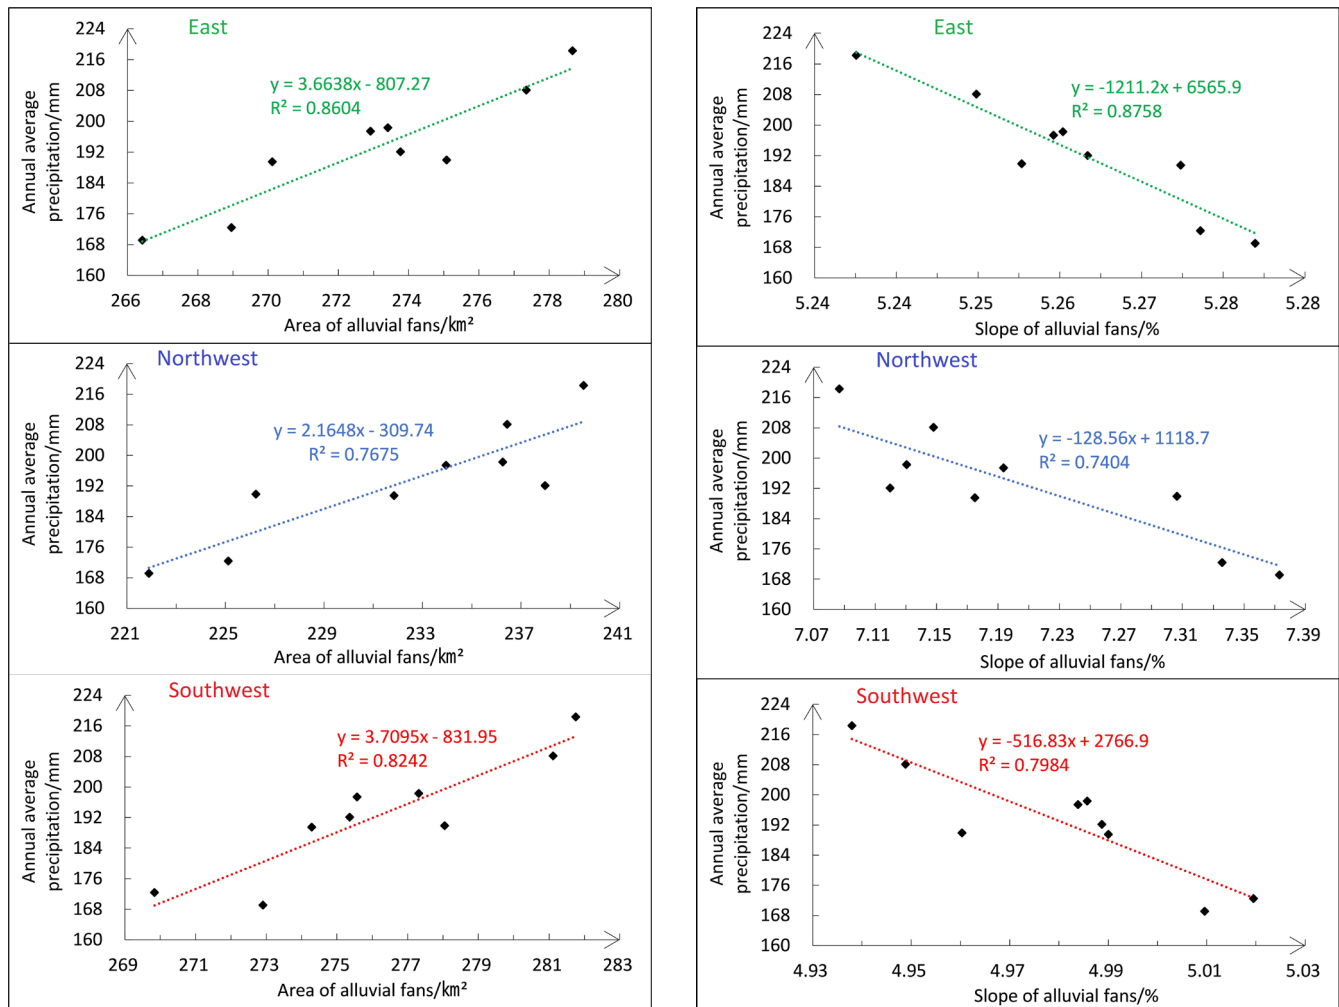 East
Annual average
precipitation/mm
224
216
208
200
192
184
176
168
160
y = 3.6638x - 807.27
R² = 0.8604
266
268
270
272
274
276
278
280
Area of alluvial fans/km²
East
Annual average
precipitation/mm
224
216
208
200
192
184
176
168
160
y = -1211.2x + 6565.9
R² = 0.8758
5.24
5.24
5.25
5.26
5.27
5.28
5.28
Slope of alluvial fans/%
Northwest
Annual average
precipitation/mm
224
216
208
200
192
184
176
168
160
y = 2.1648x - 309.74
R² = 0.7675
221
225
229
233
237
241
Area of alluvial fans/km²
Northwest
Annual average
precipitation/mm
224
216
208
200
192
184
176
168
160
y = -128.56x + 1118.7
R² = 0.7404
7.07
7.11
7.15
7.19
7.23
7.27
7.31
7.35
7.39
Slope of alluvial fans/%
Southwest
Annual average
precipitation/mm
224
216
208
200
192
184
176
168
160
y = 3.7095x - 831.95
R² = 0.8242
269
271
273
275
277
279
281
283
Area of alluvial fans/km²
Southwest
Annual average
precipitation/mm
224
216
208
200
192
184
176
168
160
y = -516.83x + 2766.9
R² = 0.7984
4.93
4.95
4.97
4.99
5.01
5.03
Slope of alluvial fans/%